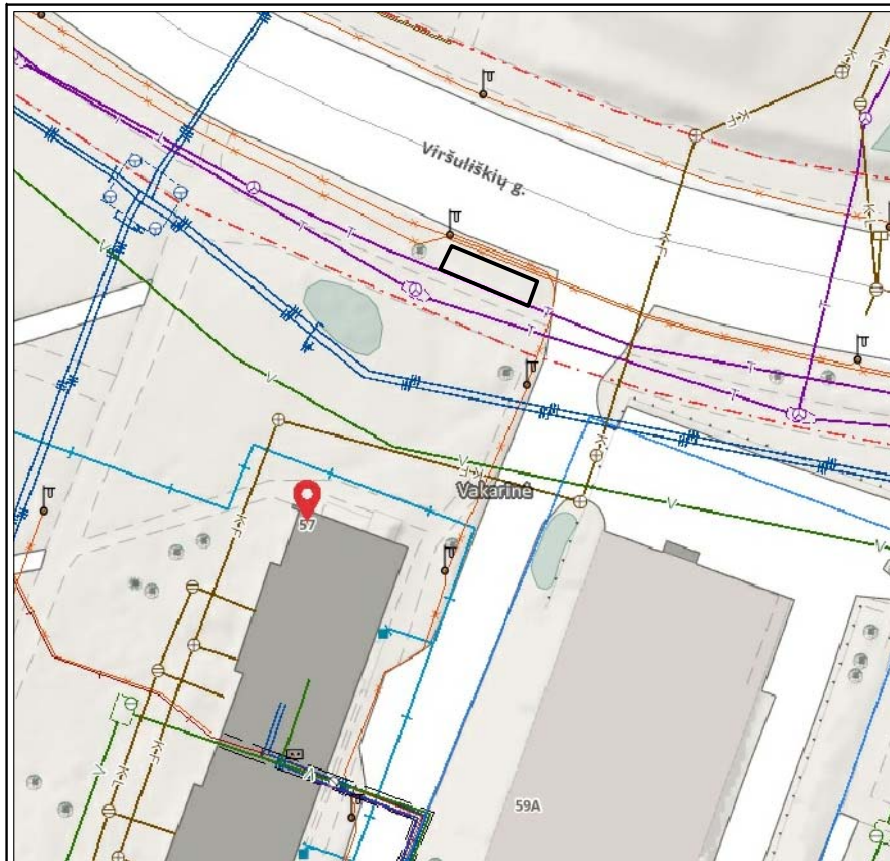 Viršuliškių g.
K-F
K-F
K-L
K-L
K-L
T
T
T
T
T
T
T
V
V
V
V
V
V
V
K-F
K-F
K-F
K-F
K-F
Vakarinė
57
K-F
K-L
59A